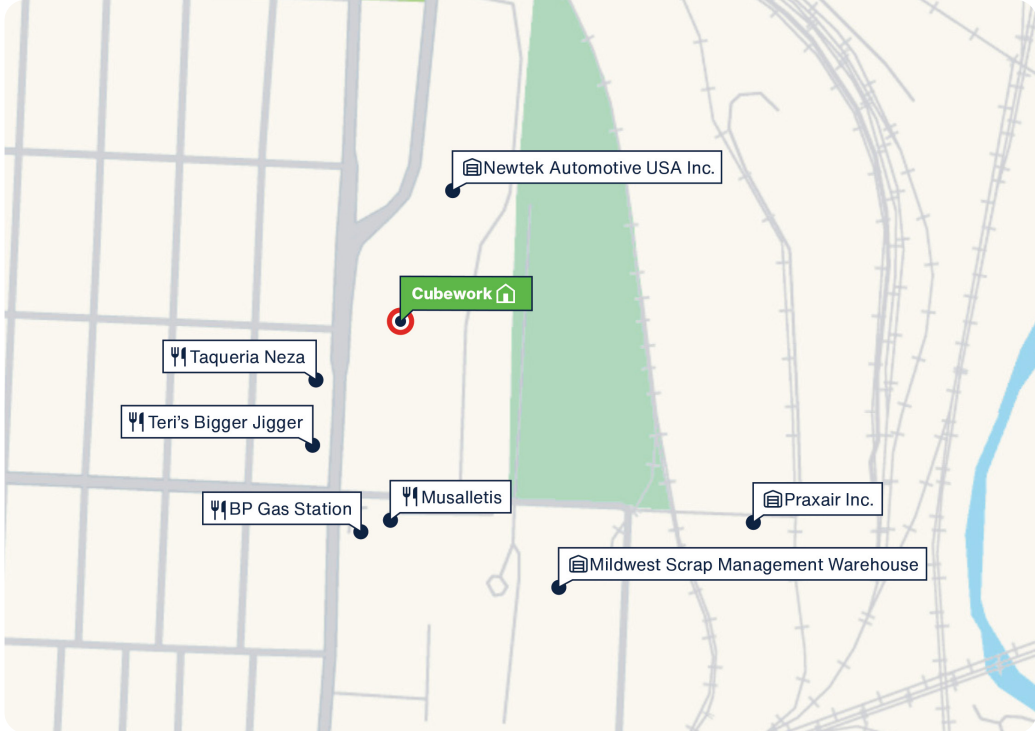 Newtek Automotive USA Inc.
Cubework
Taqueria Neza
Teri's Bigger Jigger
Musalletis
BP Gas Station
Praxair Inc.
Mildwest Scrap Management Warehouse